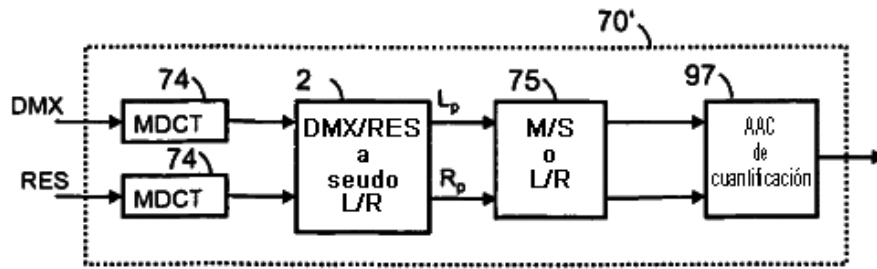 70'
74
2
75
97
DMX
MDCT
DMX/RES
a
seudo
L/R
Lp
M/S
o
L/R
AAC
de
cuantificación
74
RES
MDCT
Rp